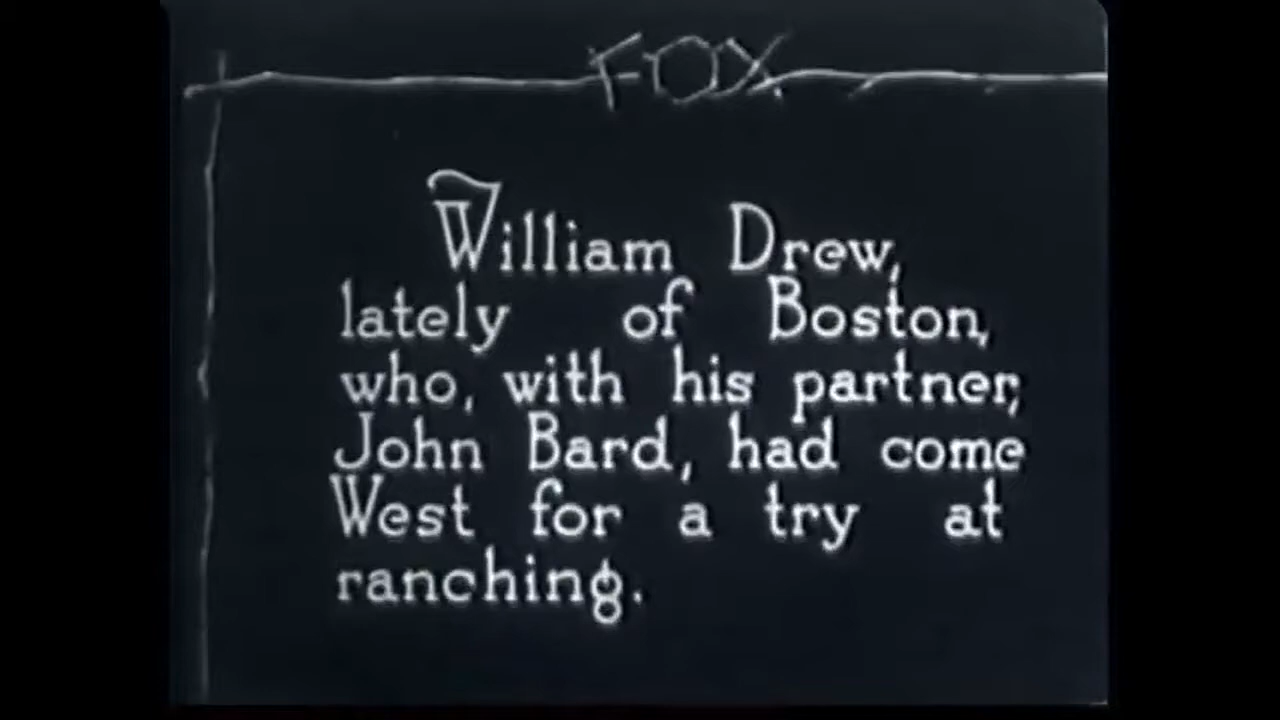 FOX
William Drew,
lately of Boston,
who, with his partner,
John Bard, had come
West for a try at
ranching.